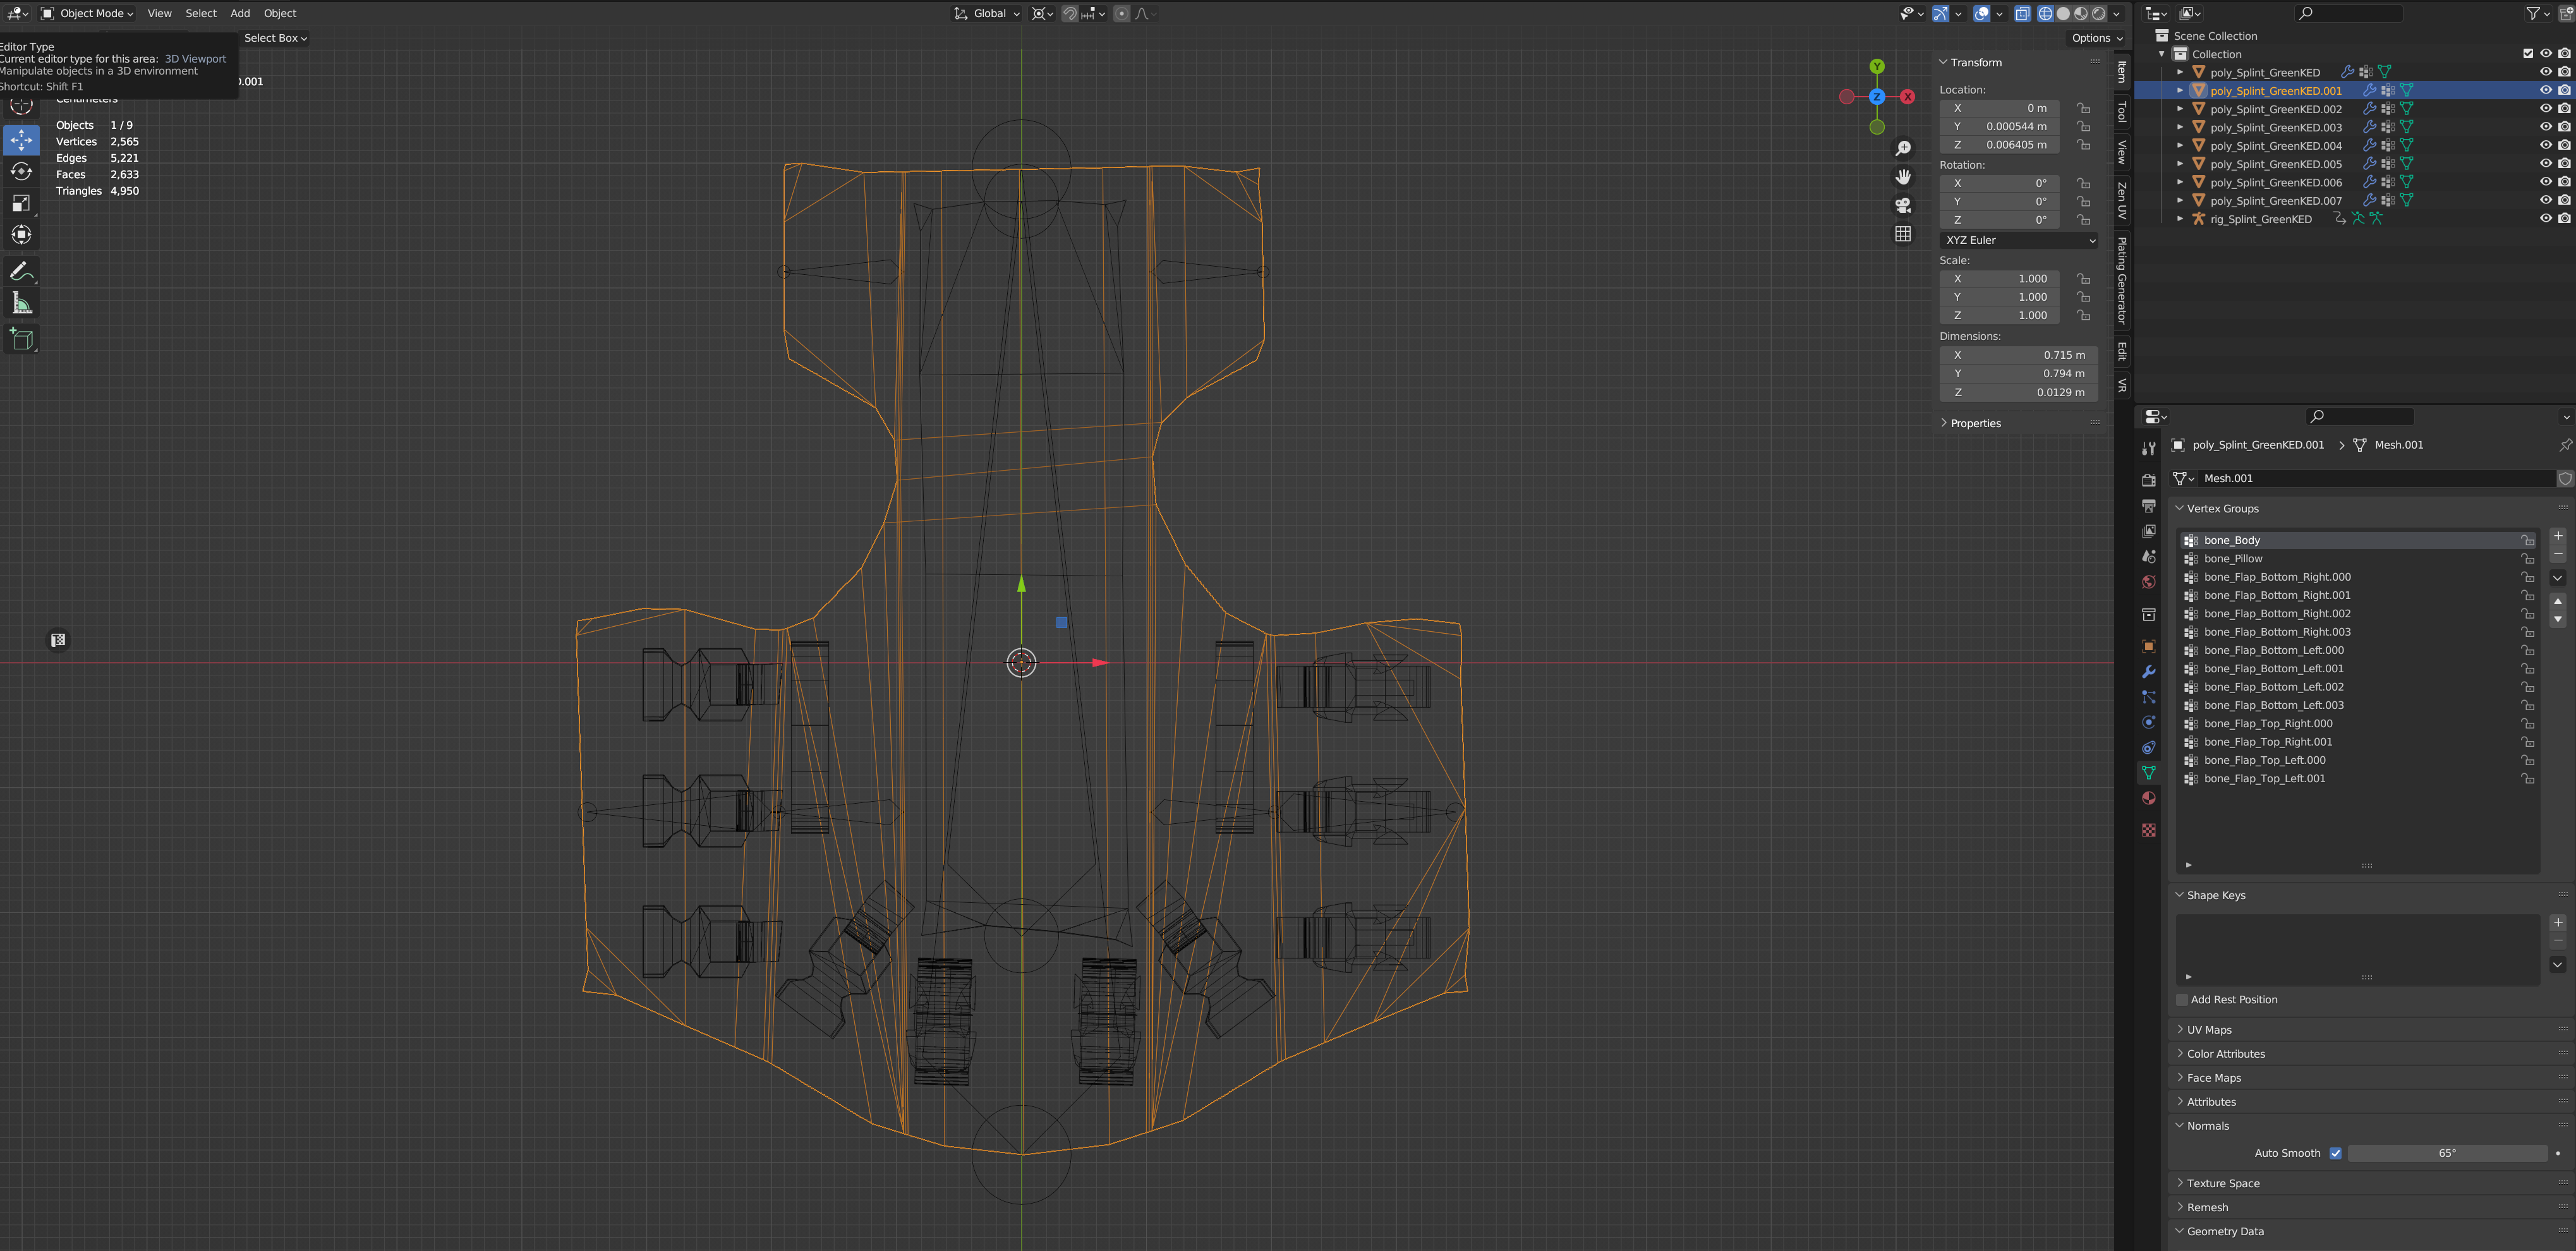 Object Mode View Select Add Object Global
Select Box Options
Editor Type
Current editor type for this area: 3D Viewport
Manipulate objects in a 3D environment
Shortcut: Shift F1
0.001
Centimeters
Objects 1 / 9
Vertices 2,565
Edges 5,221
Faces 2,633
Triangles 4,950
Y
Z X
Transform
Location:
X 0 m
Y 0.000544 m
Z 0.006405 m
Rotation:
X 0°
Y 0°
Z 0°
XYZ Euler
Scale:
X 1.000
Y 1.000
Z 1.000
Dimensions:
X 0.715 m
Y 0.794 m
Z 0.0129 m
Properties
Item
Tool
View
Zen UV
Plating Generator
Edit
VR
Scene Collection
Collection
poly_Splint_GreenKED
poly_Splint_GreenKED.001
poly_Splint_GreenKED.002
poly_Splint_GreenKED.003
poly_Splint_GreenKED.004
poly_Splint_GreenKED.005
poly_Splint_GreenKED.006
poly_Splint_GreenKED.007
rig_Splint_GreenKED
poly_Splint_GreenKED.001 Mesh.001
Mesh.001
Vertex Groups
bone_Body
bone_Pillow
bone_Flap_Bottom_Right.000
bone_Flap_Bottom_Right.001
bone_Flap_Bottom_Right.002
bone_Flap_Bottom_Right.003
bone_Flap_Bottom_Left.000
bone_Flap_Bottom_Left.001
bone_Flap_Bottom_Left.002
bone_Flap_Bottom_Left.003
bone_Flap_Top_Right.000
bone_Flap_Top_Right.001
bone_Flap_Top_Left.000
bone_Flap_Top_Left.001
Shape Keys
Add Rest Position
UV Maps
Color Attributes
Face Maps
Attributes
Normals
Auto Smooth 65°
Texture Space
Remesh
Geometry Data